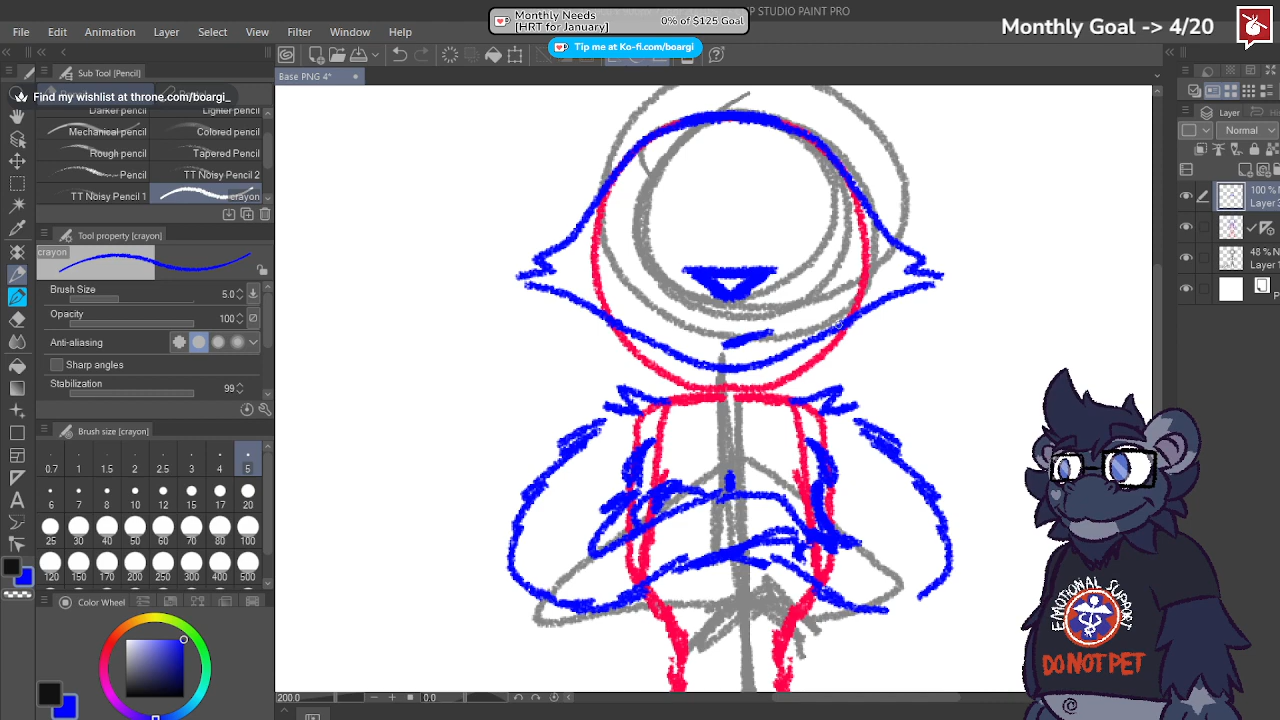 Monthly Needs
[HRT for January]
0% of $125 Goal
P STUDIO PAINT PRO
Monthly Goal -> 4/20
File Edit Animation Layer Select View Filter Window Help
Tip me at Ko-fi.com/boargi
Sub Tool [Pencil]
Base PNG 4*
Find my wishlist at throne.com/boargi_
Darker pencil Lighter pencil
Mechanical pencil Colored pencil
Rough pencil Tapered Pencil
Pencil TT Noisy Pencil 2
TT Noisy Pencil 1 crayon
Tool property [crayon]
crayon
Brush Size 5.0
Opacity 100
Anti-aliasing
Sharp angles
Stabilization 99
Brush size [crayon]
0.7 1 1.5 2 2.5 3 4 5
6 7 8 10 12 15 17 20
25 30 40 50 60 70 80 100
120 150 170 200 250 300 400 500
Color Wheel
200.0
0.0
Layer
Normal
100 % N
Layer 3
48 % N
Layer 1
P
EMOTIONAL SUPPORT
DO NOT PET